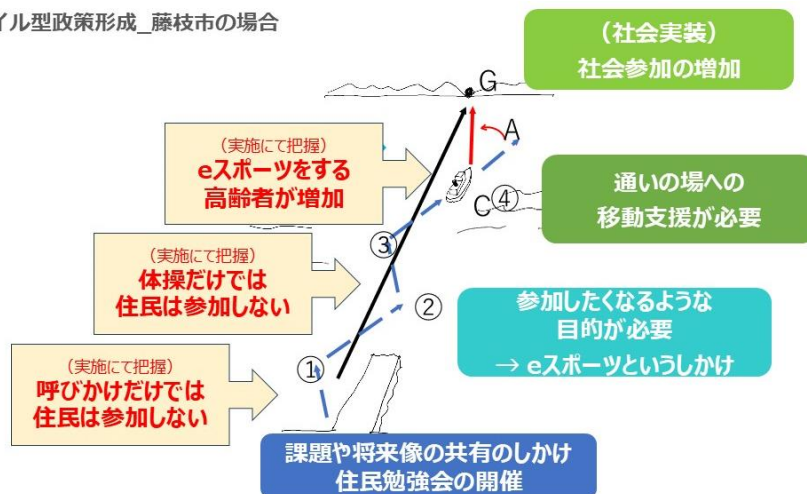 イル型政策形成_藤枝市の場合
（社会実装）
社会参加の増加
G
A
（実施にて把握）
eスポーツをする
高齢者が増加
C④
通いの場への
移動支援が必要
③
（実施にて把握）
体操だけでは
住民は参加しない
②
参加したくなるような
目的が必要
→ eスポーツというしかけ
①
（実施にて把握）
呼びかけだけでは
住民は参加しない
課題や将来像の共有のしかけ
住民勉強会の開催